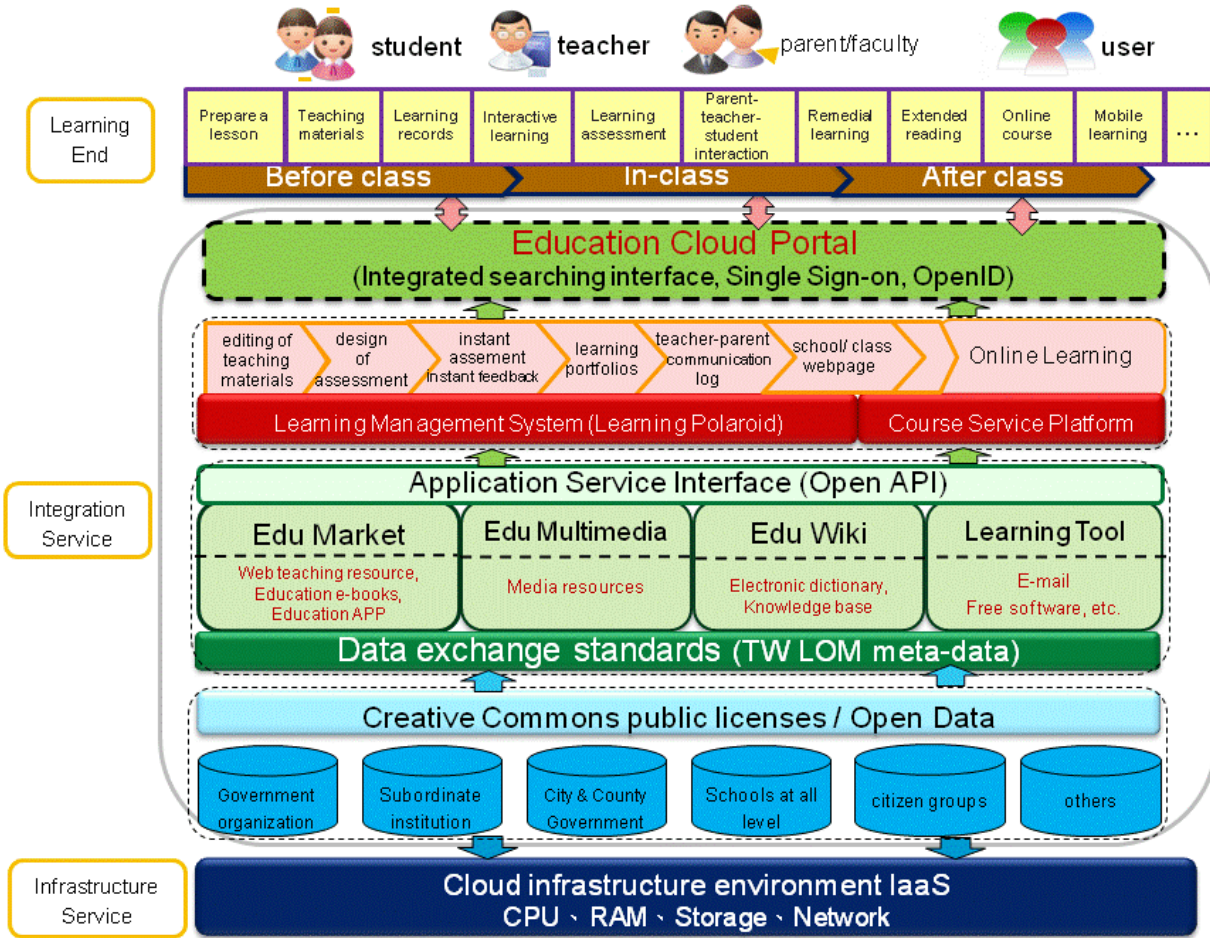 student
teacher
parent/faculty
user
Learning
End
Prepare a
lesson
Teaching
materials
Learning
records
Interactive
learning
Learning
assessment
Parent-
teacher-
student
interaction
Remedial
learning
Extended
reading
Online
course
Mobile
learning
...
Before class
In-class
After class
Education Cloud Portal
(Integrated searching interface, Single Sign-on, OpenID)
editing of
teaching
materials
design
of
assessment
instant
assement
instant feedback
learning
portfolios
teacher-parent
communication
log
school/ class
webpage
Online Learning
Learning Management System (Learning Polaroid)
Course Service Platform
Integration
Service
Application Service Interface (Open API)
Edu Market
Web teaching resource,
Education e-books,
Education APP
Edu Multimedia
Media resources
Edu Wiki
Electronic dictionary,
Knowledge base
Learning Tool
E-mail
Free software, etc.
Data exchange standards (TW LOM meta-data)
Creative Commons public licenses / Open Data
Government
organization
Subordinate
institution
City & County
Government
Schools at all
level
citizen groups
others
Infrastructure
Service
Cloud infrastructure environment IaaS
CPU、RAM、Storage、Network